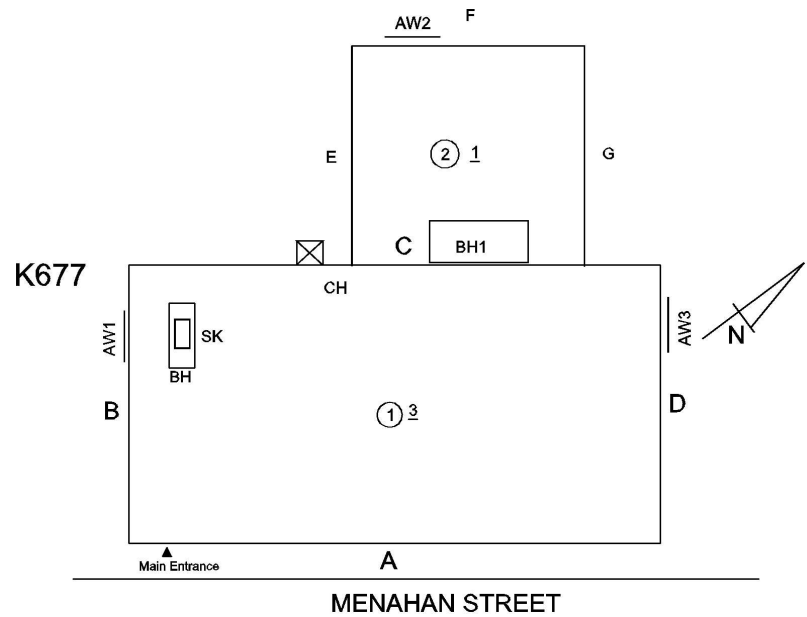 F
AW2
E
2 1
G
C
BH1
K677
CH
AW1
SK
AW3
N
BH
B
D
1 3
Main Entrance
A
MENAHAN STREET